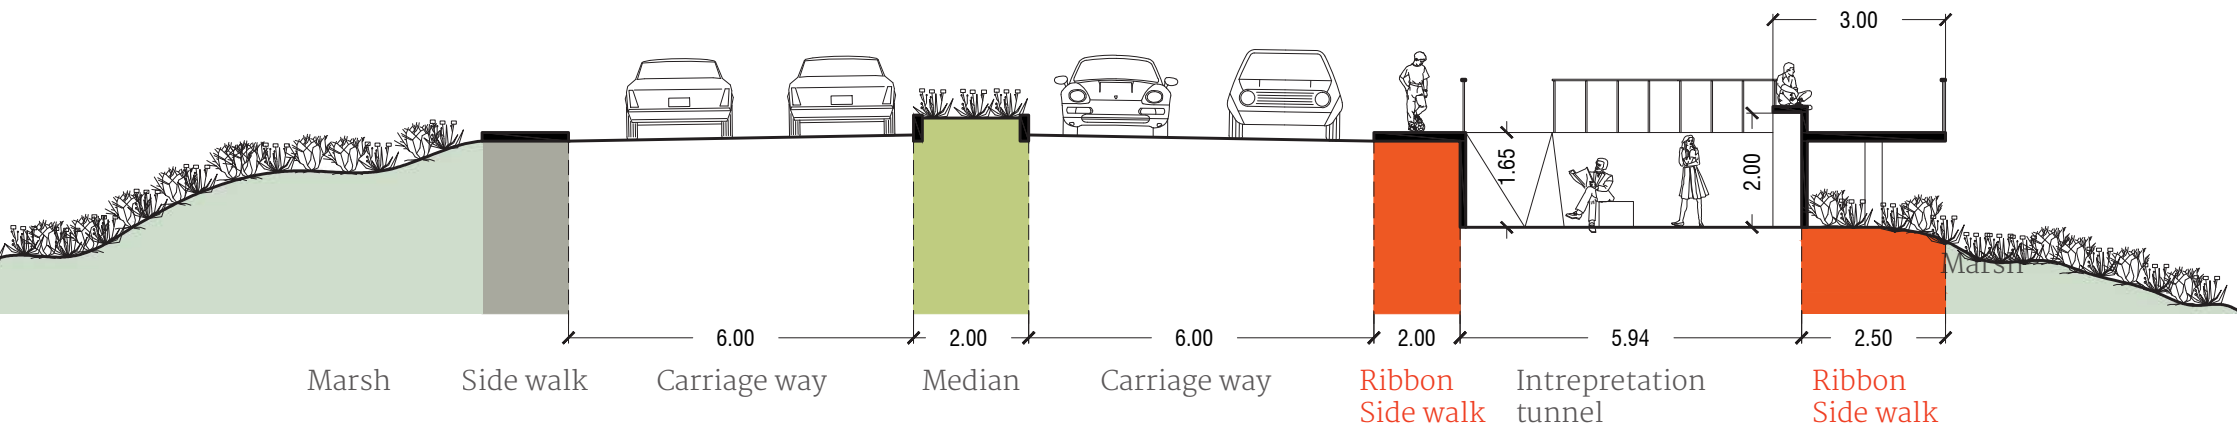 3.00
1.65
2.00
Marsh
6.00
2.00
6.00
2.00
5.94
2.50
Marsh
Side walk
Carriage way
Median
Carriage way
Ribbon
Side walk
Intrepretation
tunnel
Ribbon
Side walk